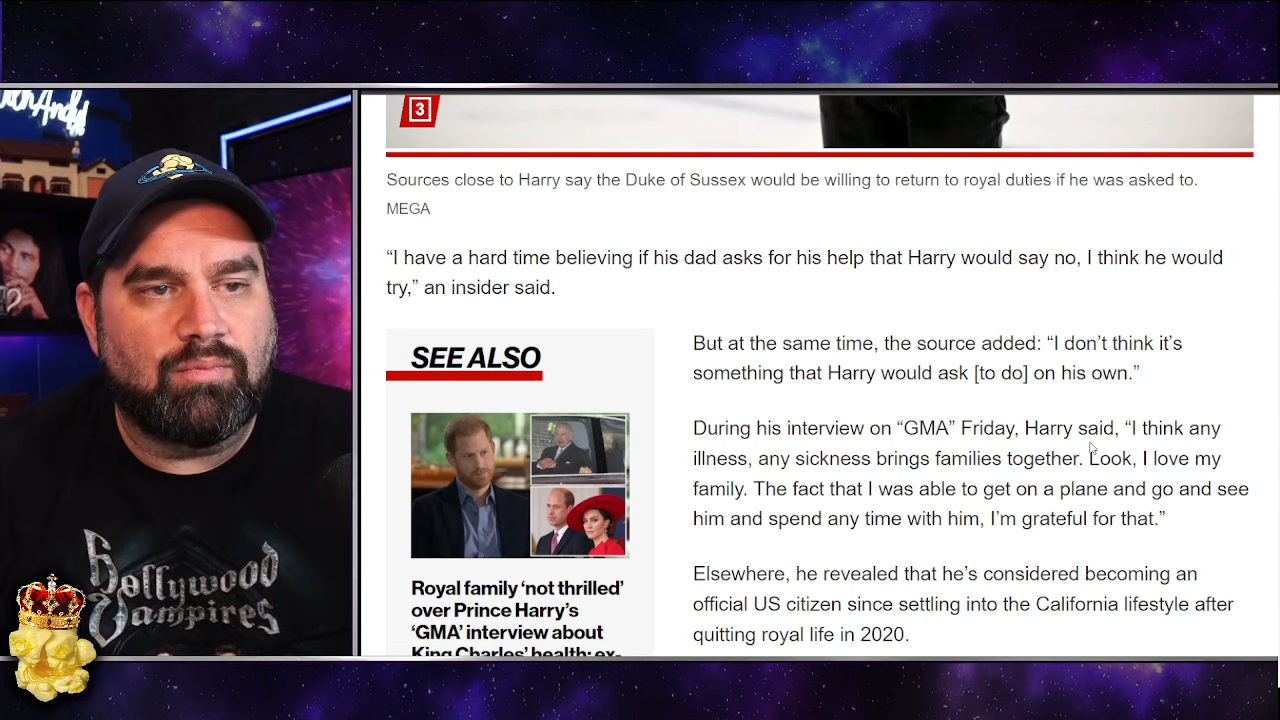 3
Sources close to Harry say the Duke of Sussex would be willing to return to royal duties if he was asked to.
MEGA
“I have a hard time believing if his dad asks for his help that Harry would say no, I think he would
try,” an insider said.
SEE ALSO
Royal family ‘not thrilled’
over Prince Harry’s
‘GMA’ interview about
King Charles’ health: ex-
But at the same time, the source added: “I don’t think it’s
something that Harry would ask [to do] on his own.”
During his interview on “GMA” Friday, Harry said, “I think any
illness, any sickness brings families together. Look, I love my
family. The fact that I was able to get on a plane and go and see
him and spend any time with him, I’m grateful for that.”
Elsewhere, he revealed that he’s considered becoming an
official US citizen since settling into the California lifestyle after
quitting royal life in 2020.
Hollywood
Vampires